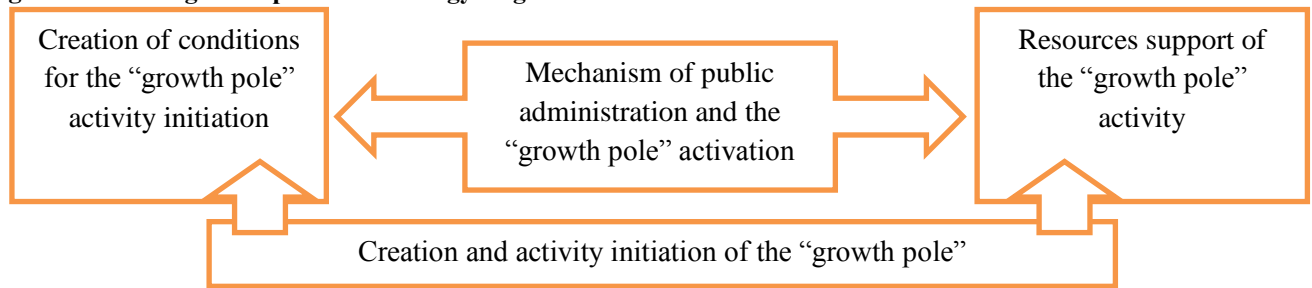 Creation of conditions
for the “growth pole”
activity initiation
Mechanism of public
administration and the
“growth pole” activation
Resources support of
the “growth pole”
activity
Creation and activity initiation of the “growth pole”